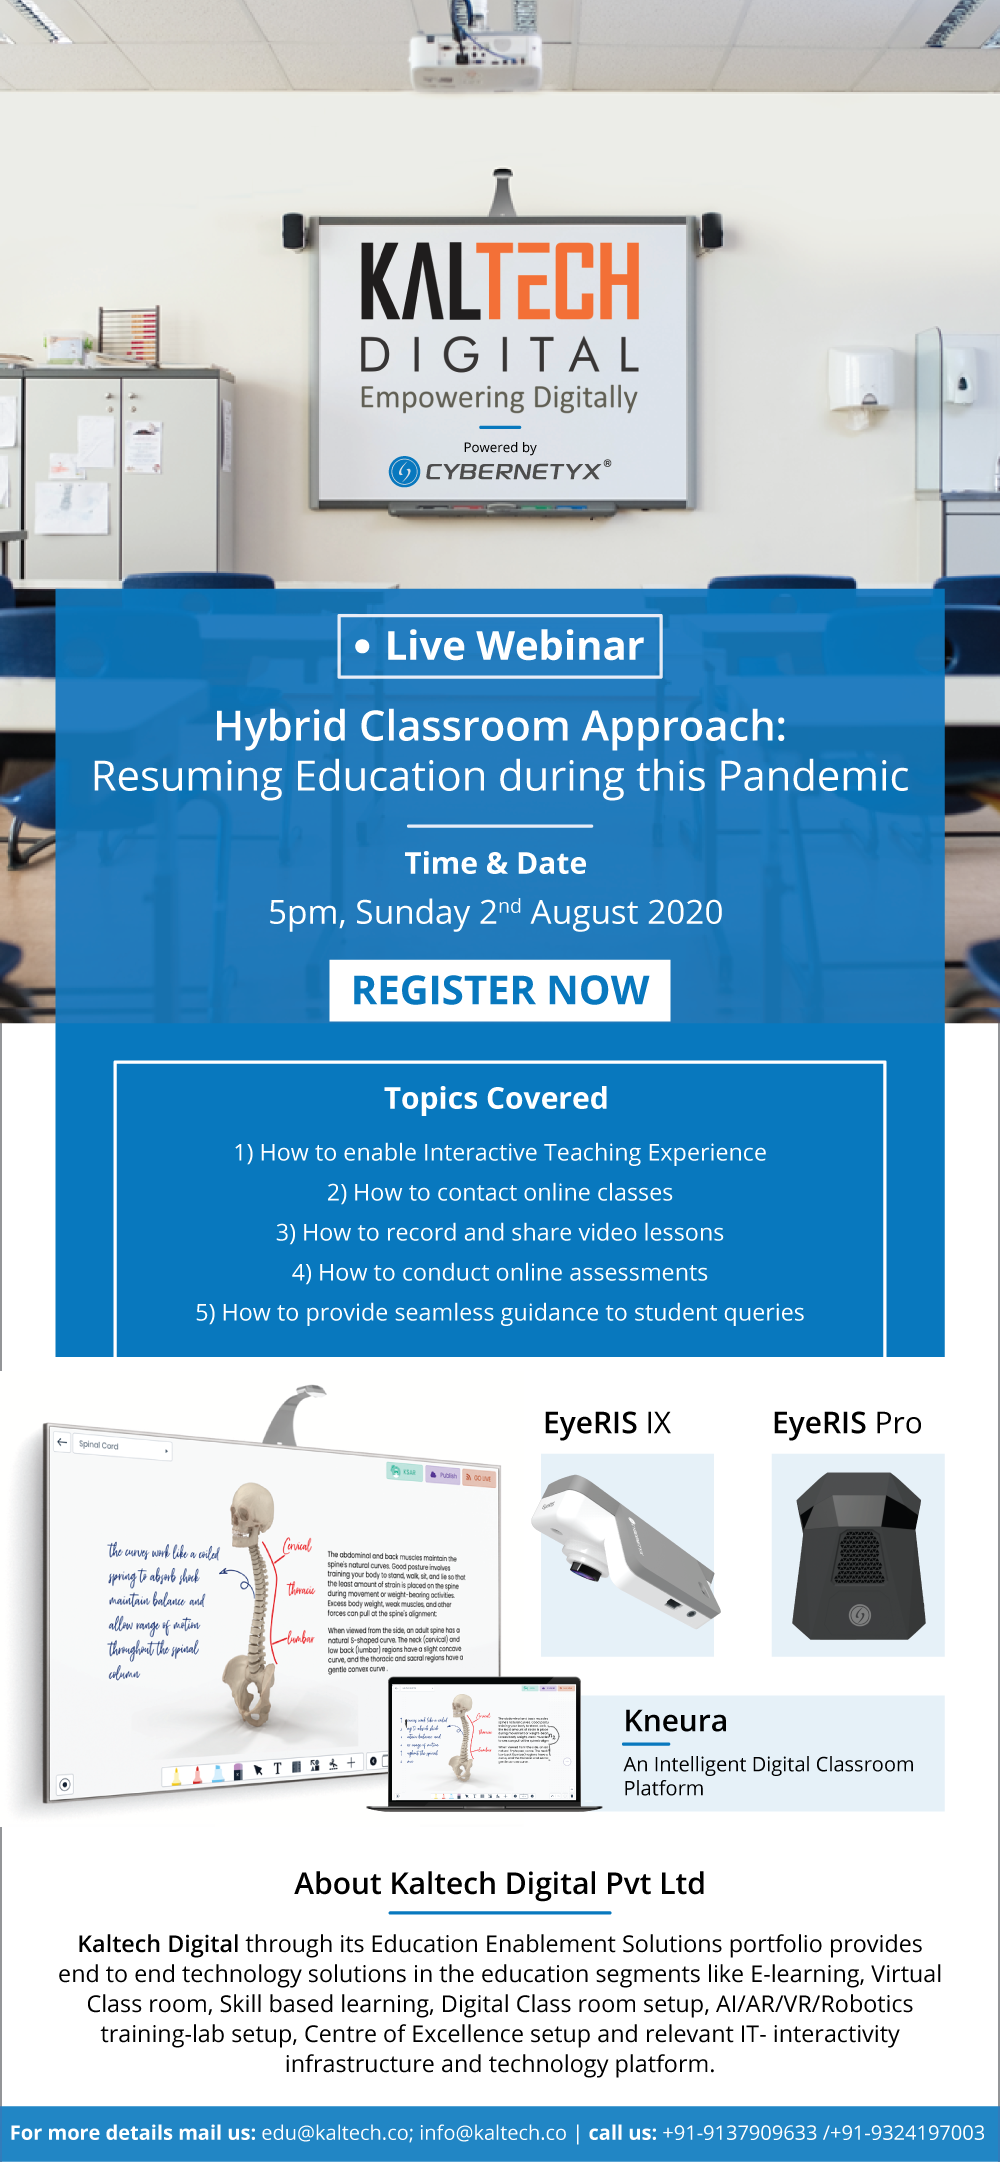 KALTECH
DIGITAL
Empowering Digitally
Powered by
CYBERNETYX®
• Live Webinar
Hybrid Classroom Approach:
Resuming Education during this Pandemic
Time & Date
5pm, Sunday 2nd August 2020
REGISTER NOW
Topics Covered
1) How to enable Interactive Teaching Experience
2) How to contact online classes
3) How to record and share video lessons
4) How to conduct online assessments
5) How to provide seamless guidance to student queries
Spinal Cord
Publish
GO LIVE
the curves work like a coiled
spring to absorb shock
maintain balance and
allow range of motion
throughout the spinal
column
Cervical
thoracic
lumbar
The abdominal and back muscles maintain the
spine's natural curves. Good posture involves
training your body to stand, walk, sit, and lie so that
the least amount of strain is placed on the spine
during movement or weight-bearing activities.
Excess body weight, weak muscles, and other
forces can pull at the spine's alignment.
When viewed from the side, an adult spine has a
natural S-shaped curve. The neck (cervical) and
low back (lumbar) regions have a slight concave
curve, and the thoracic and sacral regions have a
gentle convex curve.
T
EyeRIS IX
EyeRIS Pro
Kneura
An Intelligent Digital Classroom
Platform
About Kaltech Digital Pvt Ltd
Kaltech Digital through its Education Enablement Solutions portfolio provides
end to end technology solutions in the education segments like E-learning, Virtual
Class room, Skill based learning, Digital Class room setup, AI/AR/VR/Robotics
training-lab setup, Centre of Excellence setup and relevant IT- interactivity
infrastructure and technology platform.
For more details mail us: edu@kaltech.co; info@kaltech.co | call us: +91-9137909633 /+91-9324197003